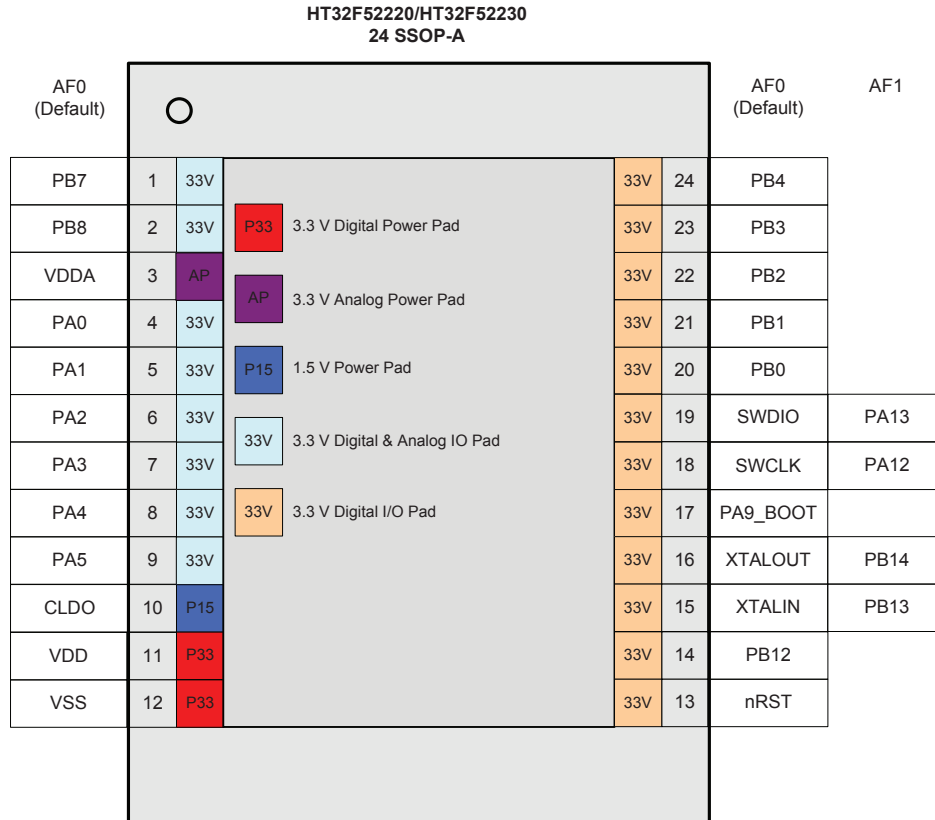 HT32F52220/HT32F52230
24 SSOP-A
AF0
(Default)
AF0
(Default)
AF1
PB7 1 33V 33V 24 PB4
PB8 2 33V P33 3.3 V Digital Power Pad 33V 23 PB3
VDDA 3 AP AP 3.3 V Analog Power Pad 33V 22 PB2
PA0 4 33V 33V 21 PB1
PA1 5 33V P15 1.5 V Power Pad 33V 20 PB0
PA2 6 33V 33V 3.3 V Digital & Analog IO Pad 33V 19 SWDIO PA13
PA3 7 33V 33V 18 SWCLK PA12
PA4 8 33V 33V 3.3 V Digital I/O Pad 33V 17 PA9_BOOT
PA5 9 33V 33V 16 XTALOUT PB14
CLDO 10 P15 33V 15 XTALIN PB13
VDD 11 P33 33V 14 PB12
VSS 12 P33 33V 13 nRST